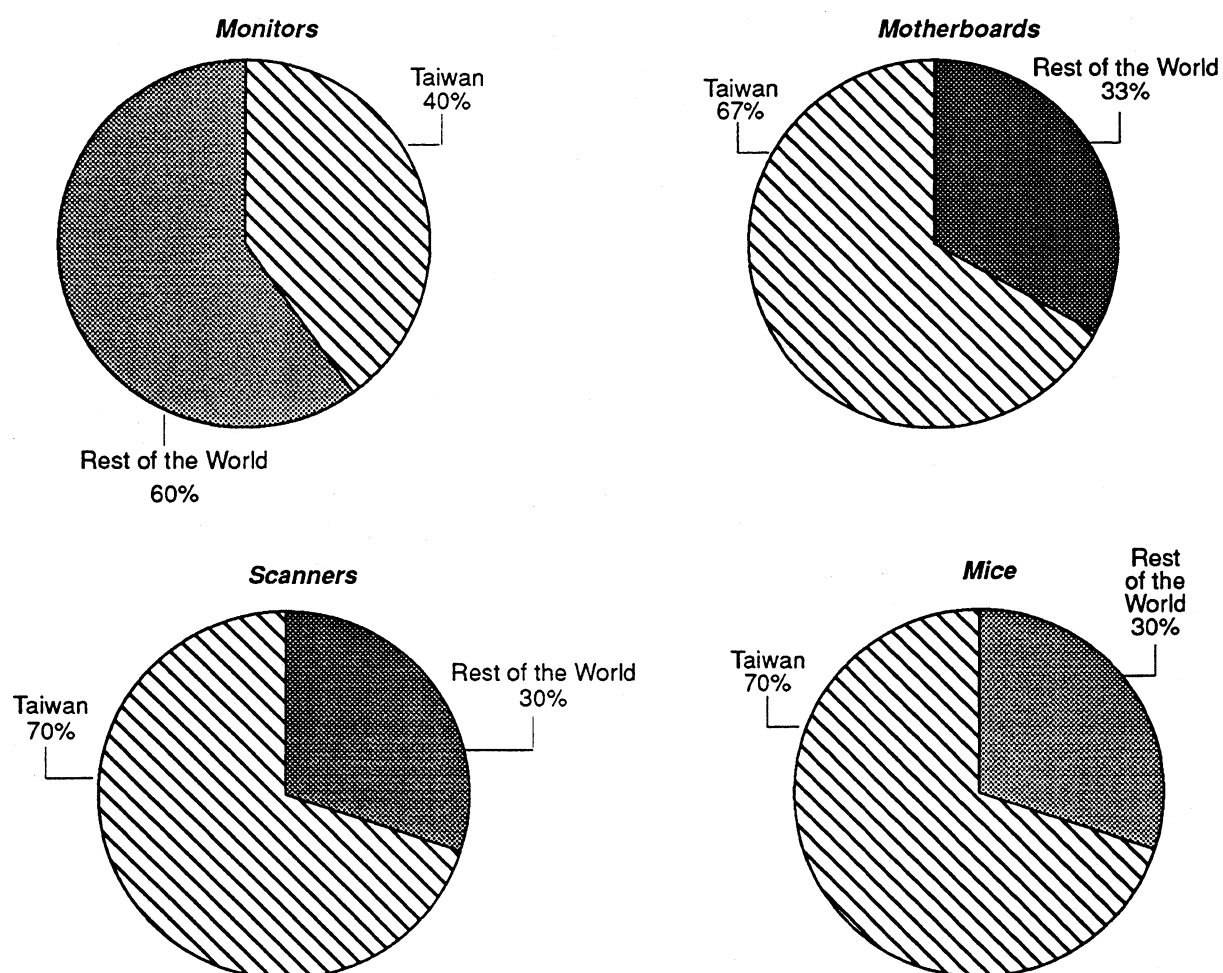 Monitors
Taiwan
40%
Rest of the World
60%
Motherboards
Rest of the World
33%
Taiwan
67%
Scanners
Rest of the World
30%
Taiwan
70%
Mice
Rest
of the
World
30%
Taiwan
70%